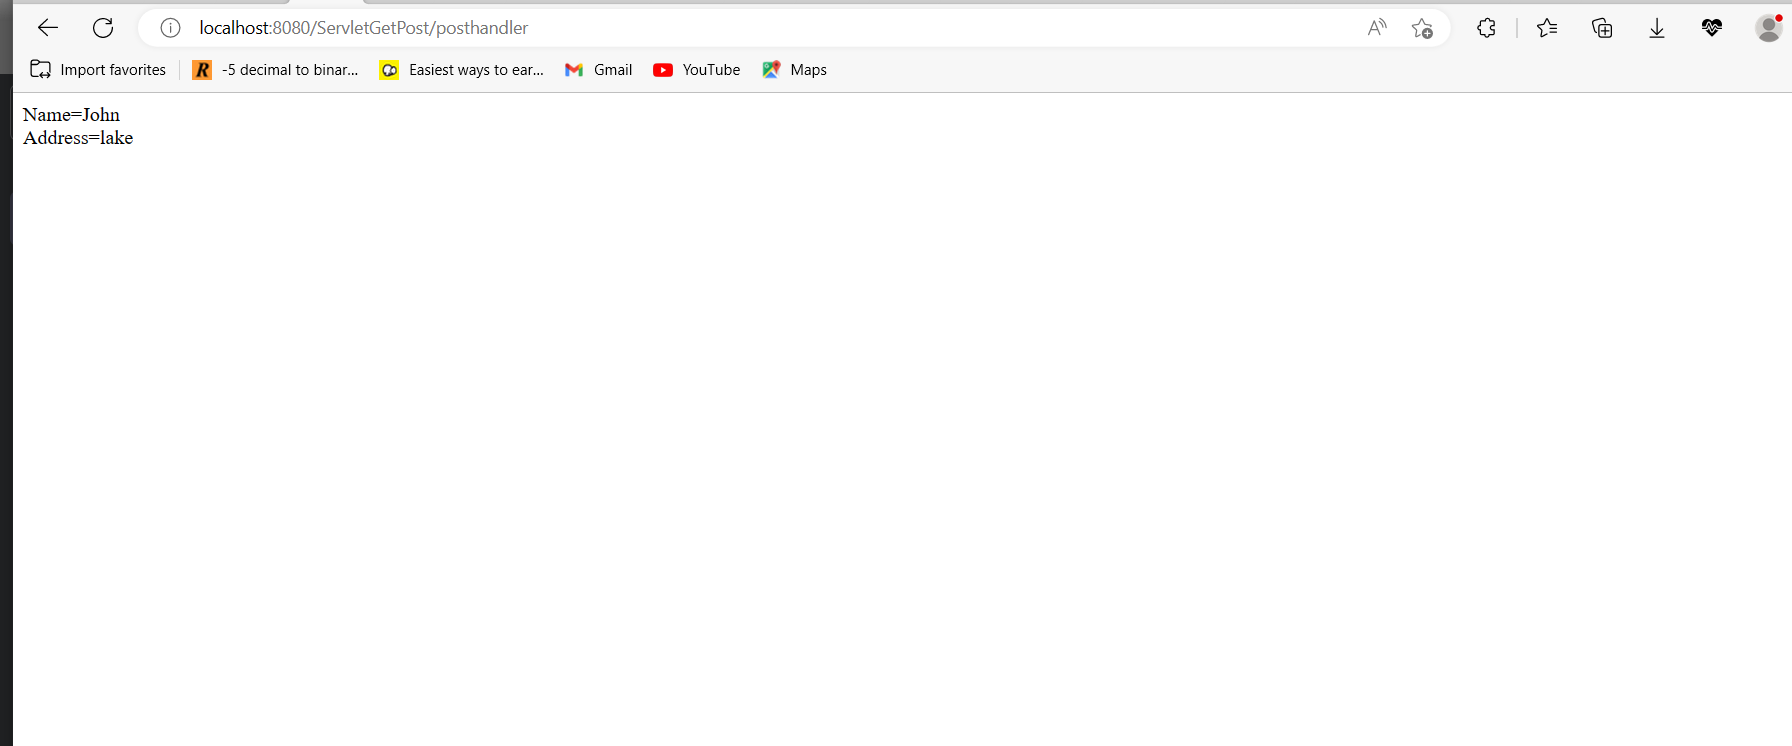 localhost:8080/ServletGetPost/posthandler
Import favorites -5 decimal to binar... Easiest ways to ear... Gmail YouTube Maps
Name=John
Address=lake